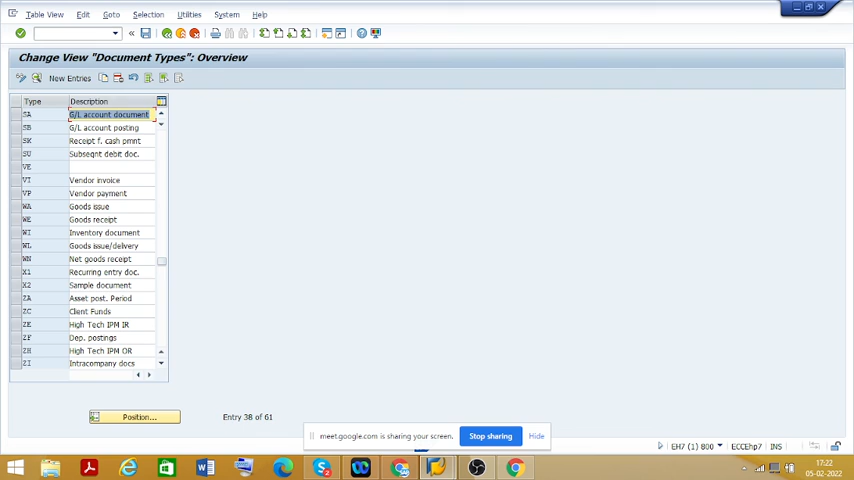 Table View Edit Goto Selection Utilities System Help
Change View "Document Types": Overview
New Entries
Type Description
SA G/L account document
SB G/L account posting
SK Receipt f. cash pmnt
SU Subseqnt debit doc.
VE
VI Vendor invoice
VP Vendor payment
WA Goods issue
WE Goods receipt
WI Inventory document
WL Goods issue/delivery
WN Net goods receipt
X1 Recurring entry doc.
X2 Sample document
ZA Asset post. Period
ZC Client Funds
ZE High Tech IPM IR
ZF Dep. postings
ZH High Tech IPM OR
ZI Intracompany docs
Position... Entry 38 of 61
meet.google.com is sharing your screen. Stop sharing Hide
EH7 (1) 800 ECCEhp7 INS
17:22
05-02-2022